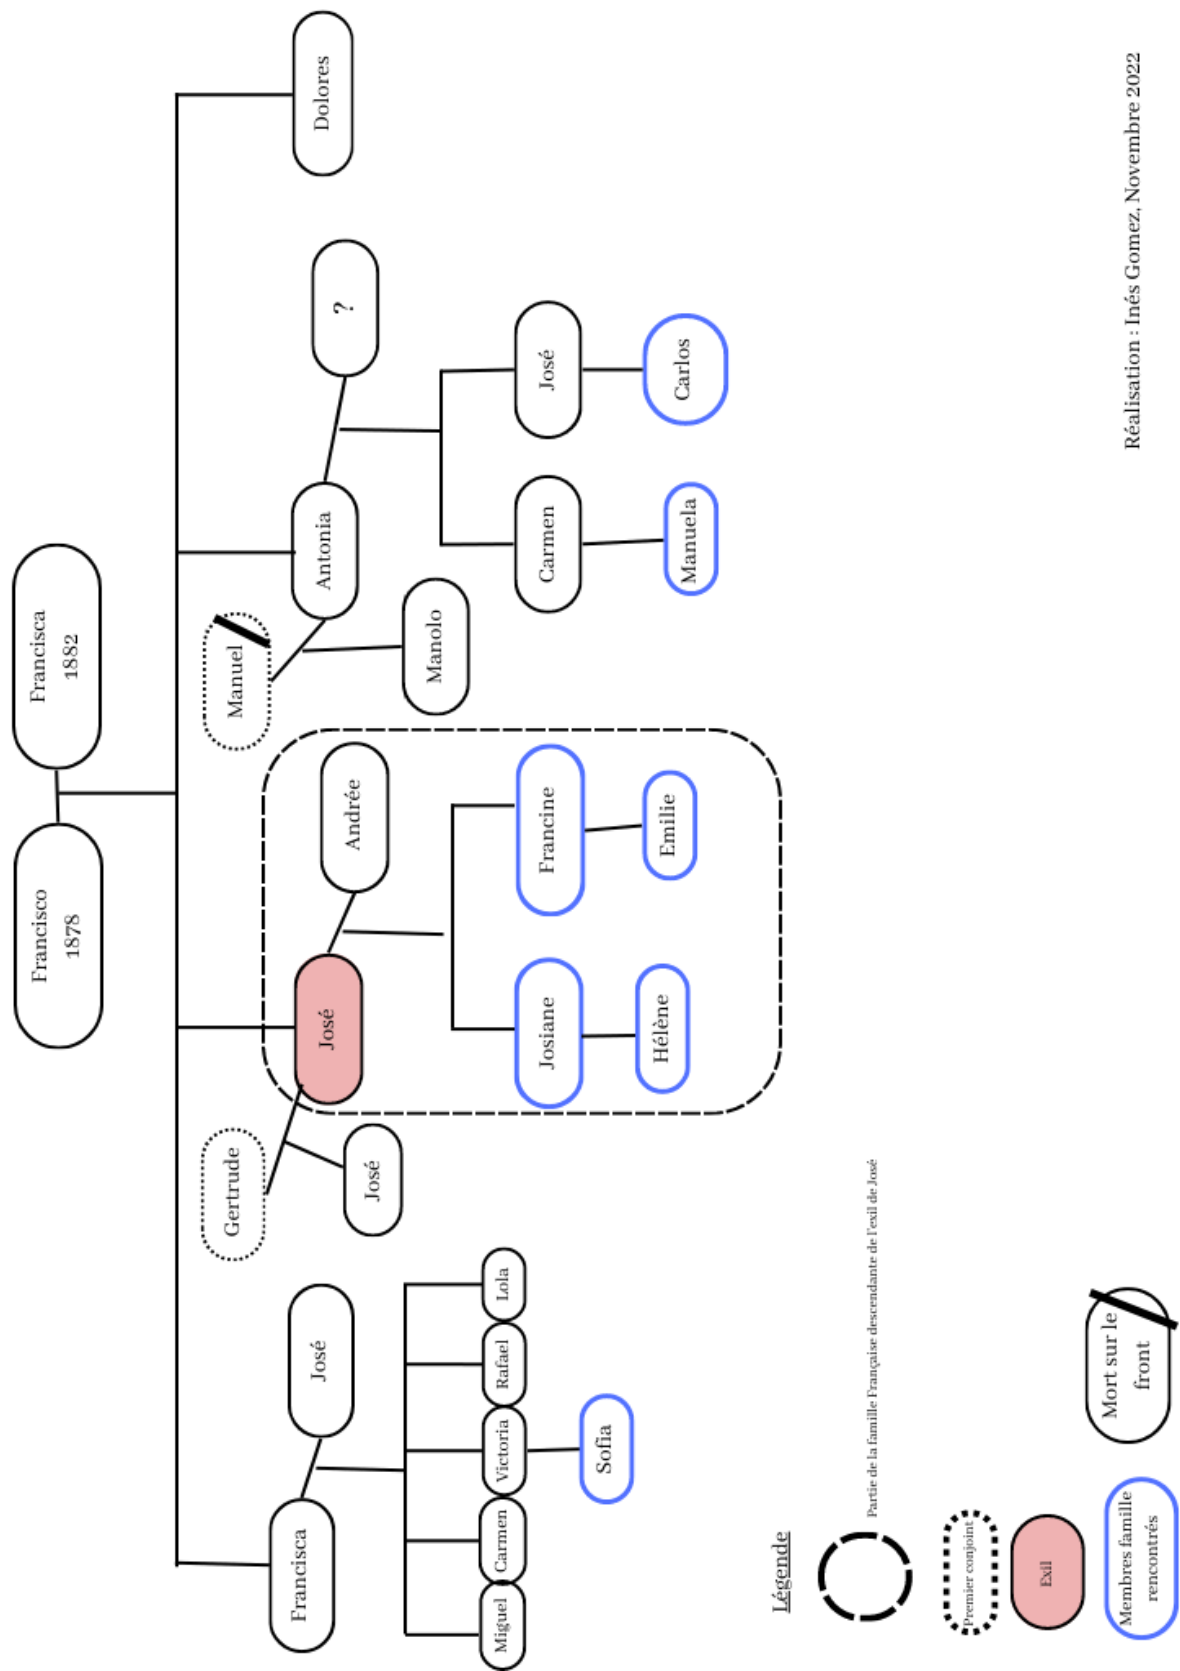 Francisco
1878
Francisca
1882
Francisca
José
Gertrude
José
Andrée
Manuel
Antonia
?
Dolores
José
Manolo
Miguel
Carmen
Victoria
Rafael
Lola
Josiane
Francine
Carmen
José
Sofia
Hélène
Emilie
Manuela
Carlos
Légende
Partie de la famille Française descendante de l'exil de José
Premier conjoint
Exil
Membres famille
rencontrés
Mort sur le
front
Réalisation : Inés Gomez, Novembre 2022